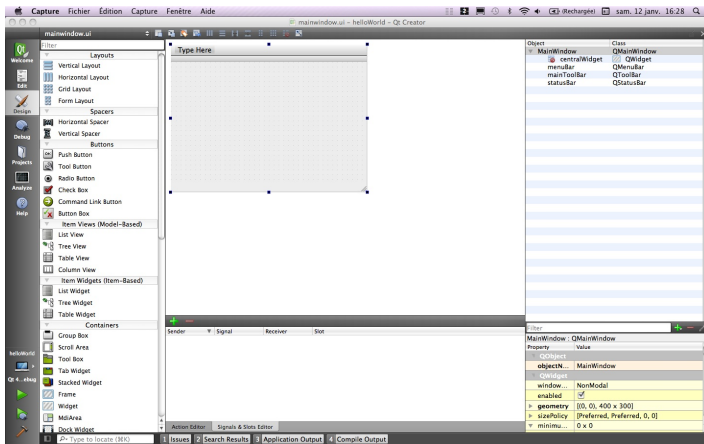 Capture Fichier Édition Capture Fenêtre Aide (Rechargée) sam. 12 janv. 16:28
mainwindow.ui - helloWorld - Qt Creator
mainwindow.ui
Welcome
Edit
Design
Debug
Projects
Analyze
Help
helloWorld
Qt 4...ebug
Filter
Layouts
Vertical Layout
Horizontal Layout
Grid Layout
Form Layout
Spacers
Horizontal Spacer
Vertical Spacer
Buttons
OK Push Button
Tool Button
Radio Button
Check Box
Command Link Button
Button Box
Item Views (Model-Based)
List View
Tree View
Table View
Column View
Item Widgets (Item-Based)
List Widget
Tree Widget
Table Widget
Containers
Group Box
Scroll Area
Tool Box
Tab Widget
Stacked Widget
Frame
Widget
MdiArea
Dock Widget
Type Here
Sender Signal Receiver Slot
Action Editor Signals & Slots Editor
Object Class
MainWindow QMainWindow
centralWidget QWidget
menuBar QMenuBar
mainToolBar QToolBar
statusBar QStatusBar
Filter
MainWindow : QMainWindow
Property Value
QObject
objectN... MainWindow
QWidget
window... NonModal
enabled
geometry [(0, 0), 400 x 300]
sizePolicy [Preferred, Preferred, 0, 0]
minimu... 0 x 0
Type to locate (⌘K) 1 Issues 2 Search Results 3 Application Output 4 Compile Output